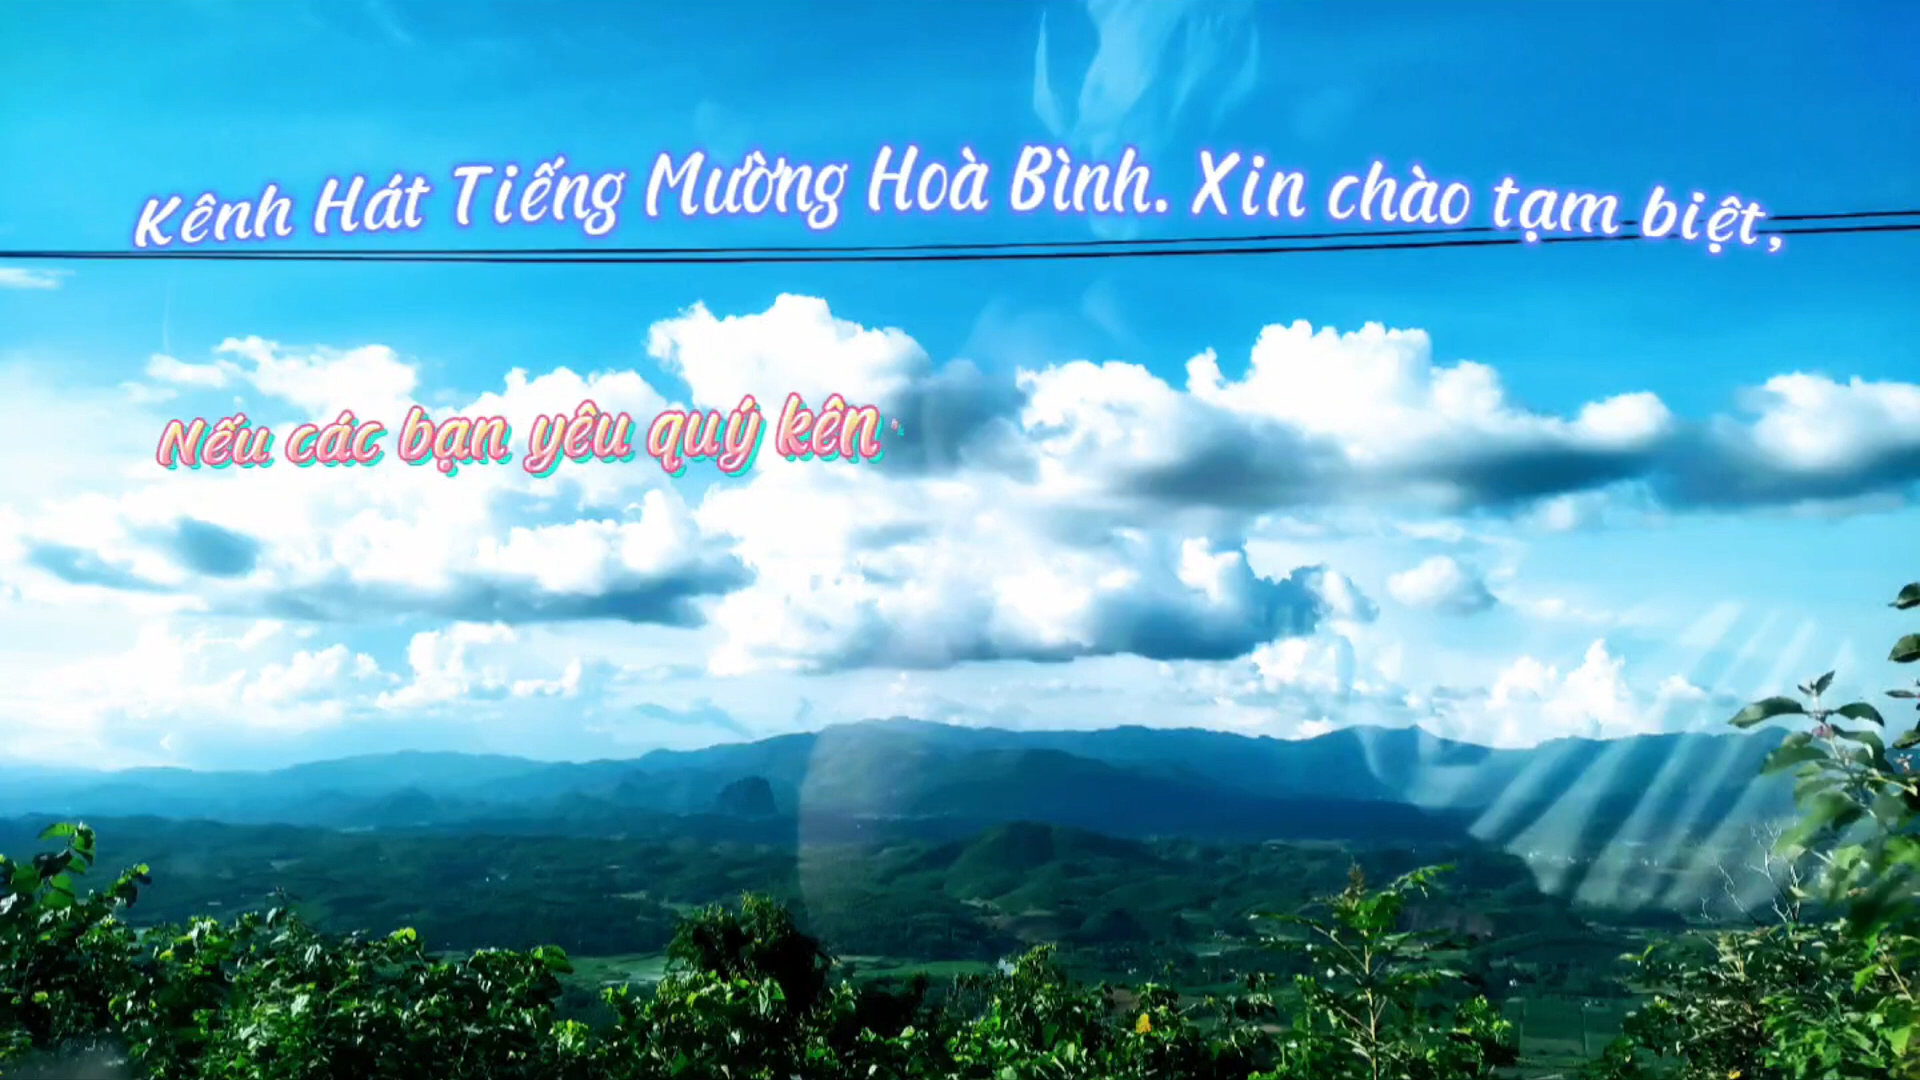 Kênh Hát Tiếng Mường Hoà Bình. Xin chào tạm biệt,
Nếu các bạn yêu quý kên